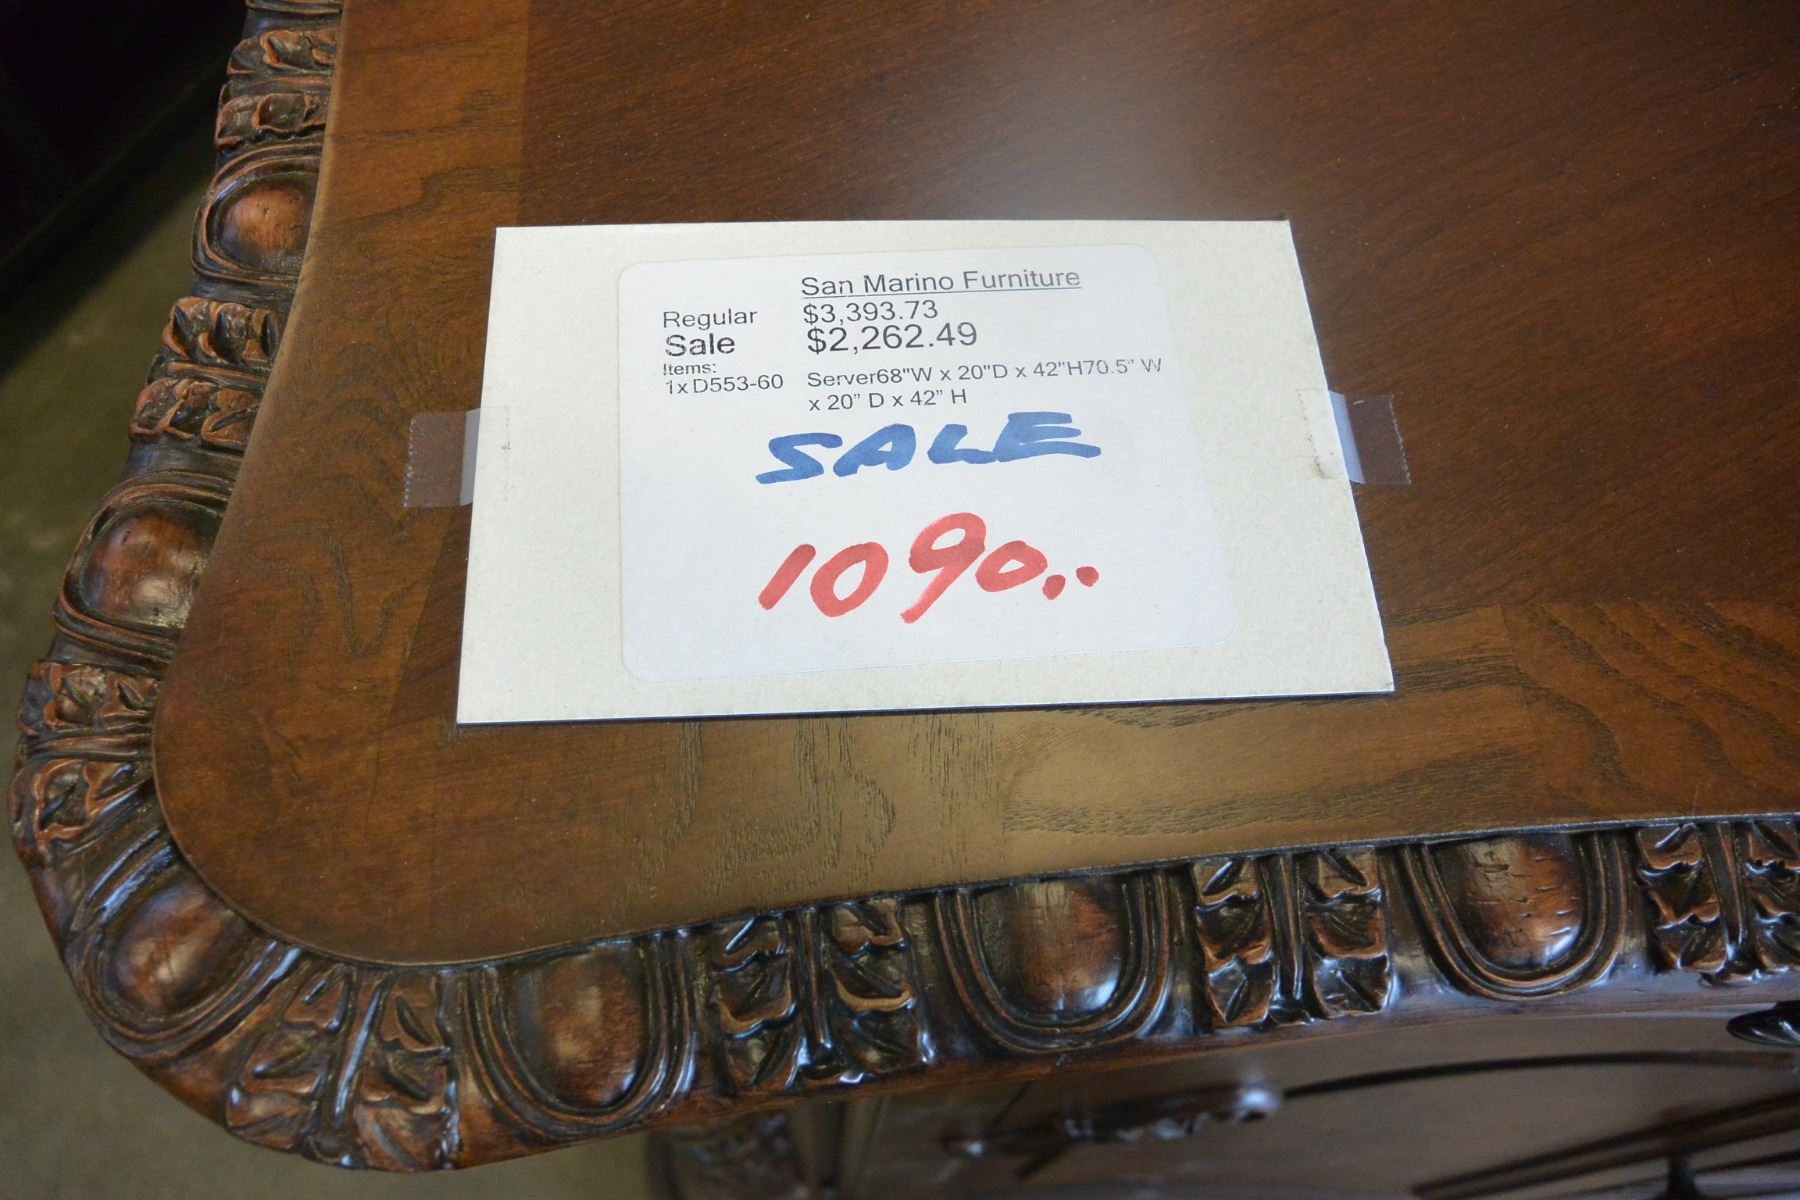 San Marino Furniture
Regular $3,393.73
Sale $2,262.49
Items:
1x D553-60 Server68"W x 20"D x 42"H70.5” W
x 20” D x 42” H
SALE
1090..